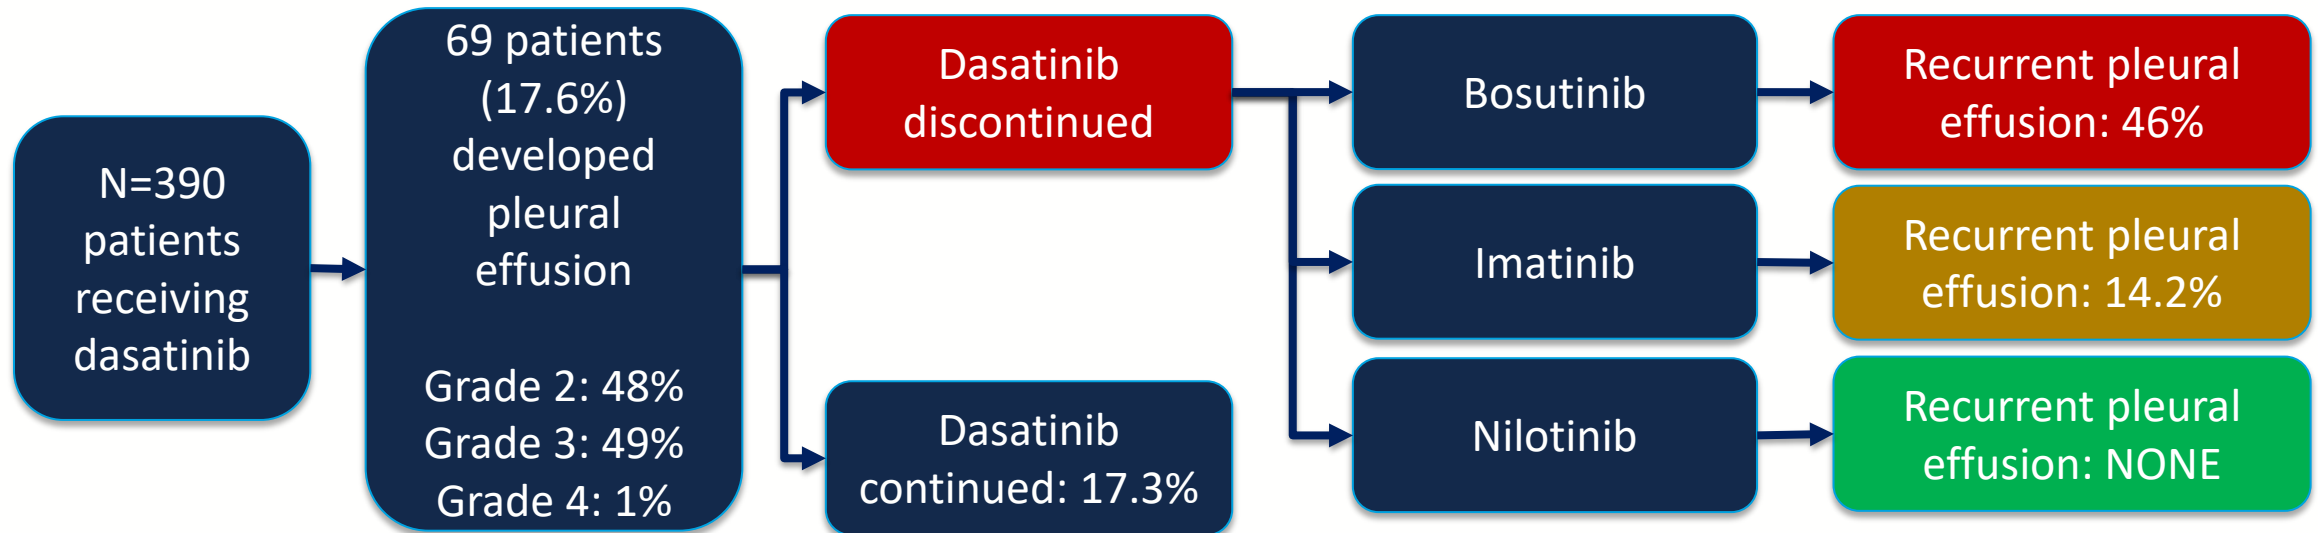 N=390
patients
receiving
dasatinib
69 patients
(17.6%)
developed
pleural
effusion
Grade 2: 48%
Grade 3: 49%
Grade 4: 1%
Dasatinib
discontinued
Dasatinib
continued: 17.3%
Bosutinib
Imatinib
Nilotinib
Recurrent pleural
effusion: 46%
Recurrent pleural
effusion: 14.2%
Recurrent pleural
effusion: NONE